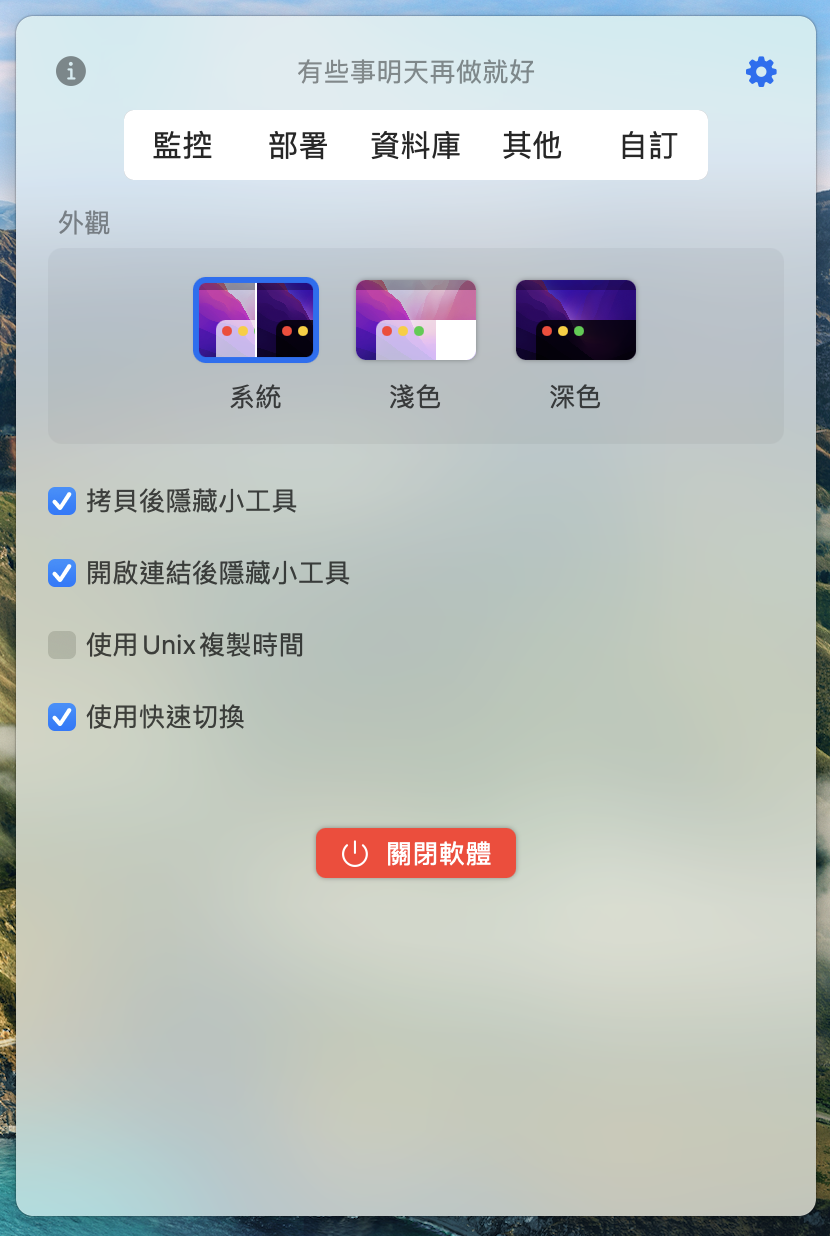 有些事明天再做就好
監控 部署 資料庫 其他 自訂
外觀
系統 淺色 深色
拷貝後隱藏小工具
開啟連結後隱藏小工具
使用Unix複製時間
使用快速切換
關閉軟體